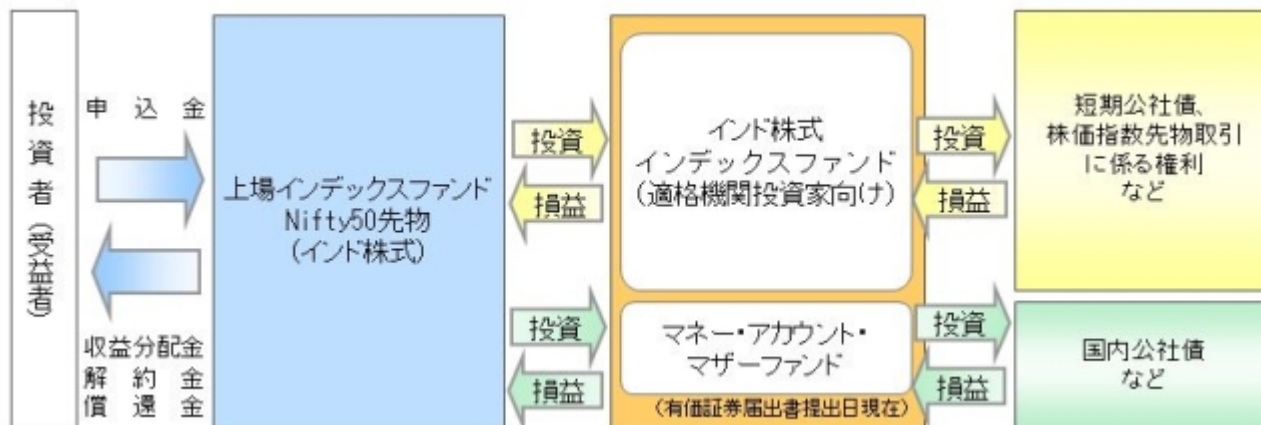 投資者(受益者)
申込金
収益分配金
解約金
償還金
上場インデックスファンド
Nifty50先物
(インド株式)
投資
損益
投資
損益
インド株式
インデックスファンド
(適格機関投資家向け)
マネー・アカウント・
マザーファンド
(有価証券届出書提出日現在)
投資
損益
投資
損益
短期公社債、
株価指数先物取引
に係る権利
など
国内公社債
など